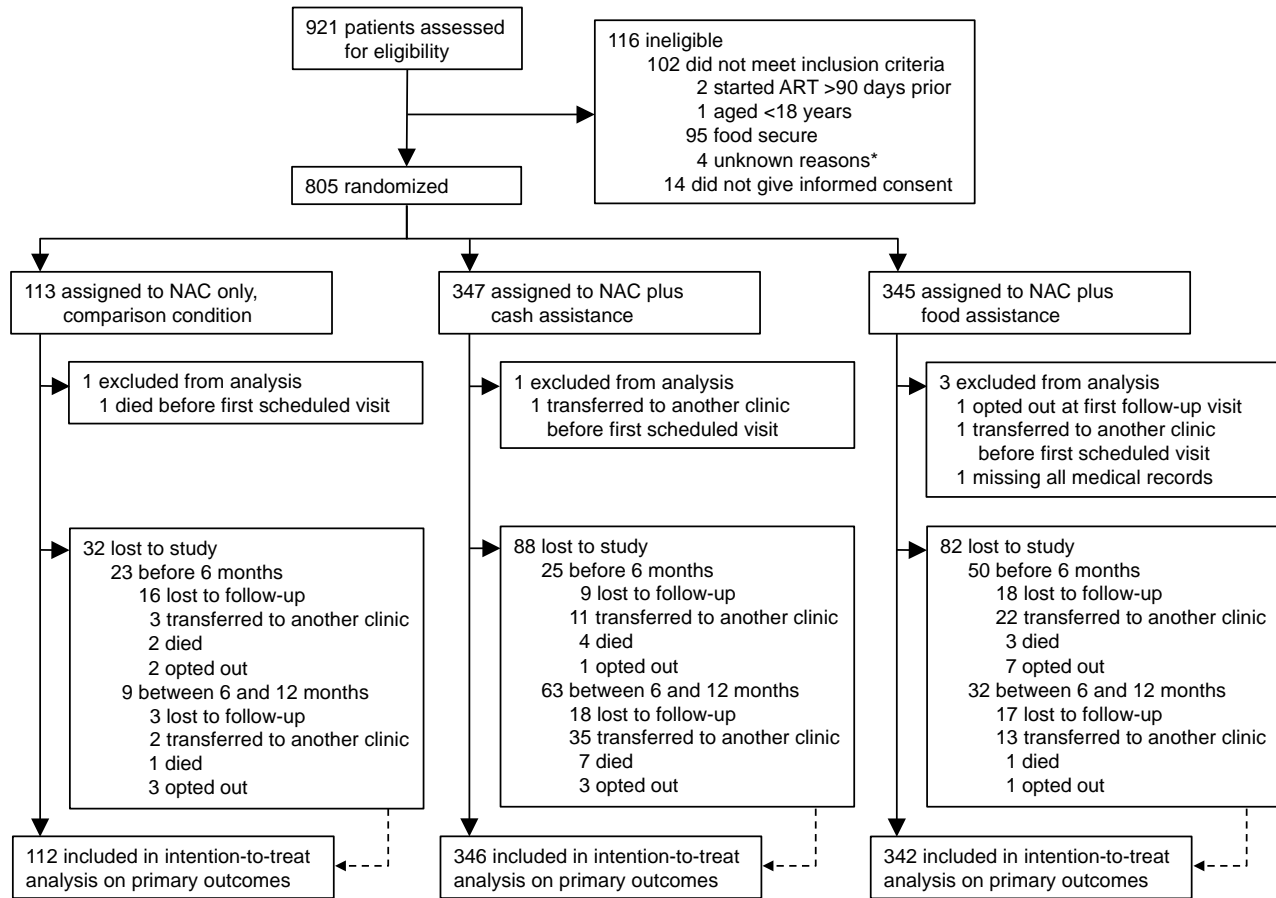 921 patients assessed
for eligibility
116 ineligible
102 did not meet inclusion criteria
2 started ART >90 days prior
1 aged <18 years
95 food secure
4 unknown reasons*
14 did not give informed consent
805 randomized
113 assigned to NAC only,
comparison condition
347 assigned to NAC plus
cash assistance
345 assigned to NAC plus
food assistance
1 excluded from analysis
1 died before first scheduled visit
1 excluded from analysis
1 transferred to another clinic
before first scheduled visit
3 excluded from analysis
1 opted out at first follow-up visit
1 transferred to another clinic
before first scheduled visit
1 missing all medical records
32 lost to study
23 before 6 months
16 lost to follow-up
3 transferred to another clinic
2 died
2 opted out
9 between 6 and 12 months
3 lost to follow-up
2 transferred to another clinic
1 died
3 opted out
88 lost to study
25 before 6 months
9 lost to follow-up
11 transferred to another clinic
4 died
1 opted out
63 between 6 and 12 months
18 lost to follow-up
35 transferred to another clinic
7 died
3 opted out
82 lost to study
50 before 6 months
18 lost to follow-up
22 transferred to another clinic
3 died
7 opted out
32 between 6 and 12 months
17 lost to follow-up
13 transferred to another clinic
1 died
1 opted out
112 included in intention-to-treat
analysis on primary outcomes
346 included in intention-to-treat
analysis on primary outcomes
342 included in intention-to-treat
analysis on primary outcomes